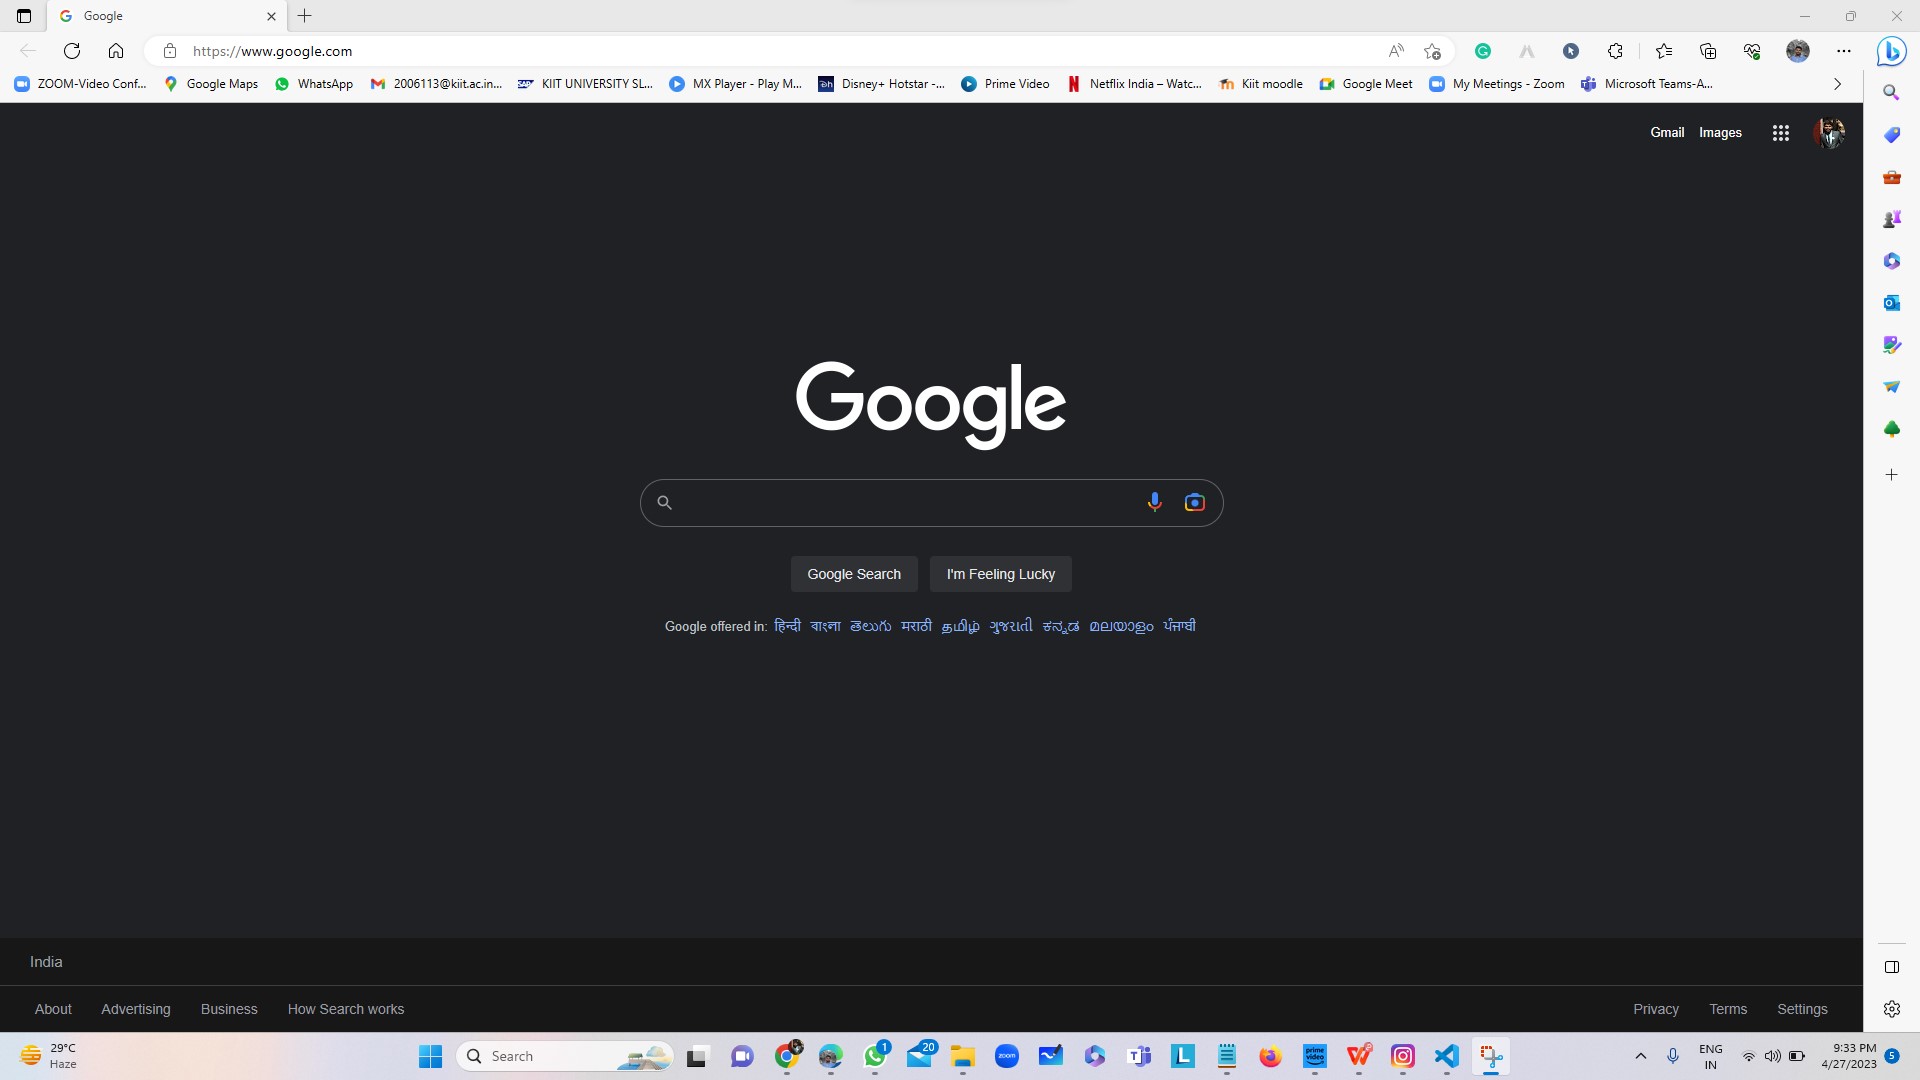 Google
https://www.google.com
ZOOM-Video Conf... Google Maps WhatsApp 2006113@kiit.ac.in... KIIT UNIVERSITY SL... MX Player - Play M... Disney+ Hotstar -... Prime Video Netflix India – Watc... Kiit moodle Google Meet My Meetings - Zoom Microsoft Teams-A...
Gmail Images
Google
Google Search I'm Feeling Lucky
Google offered in: हिन्दी বাংলা తెలుగు मराठी தமிழ் ગુજરાતી ಕನ್ನಡ മലയാളം ਪੰਜਾਬੀ
India
About Advertising Business How Search works Privacy Terms Settings
29°C
Haze
Search
1
20
zoom
prime video
ENG
IN
9:33 PM
4/27/2023
5